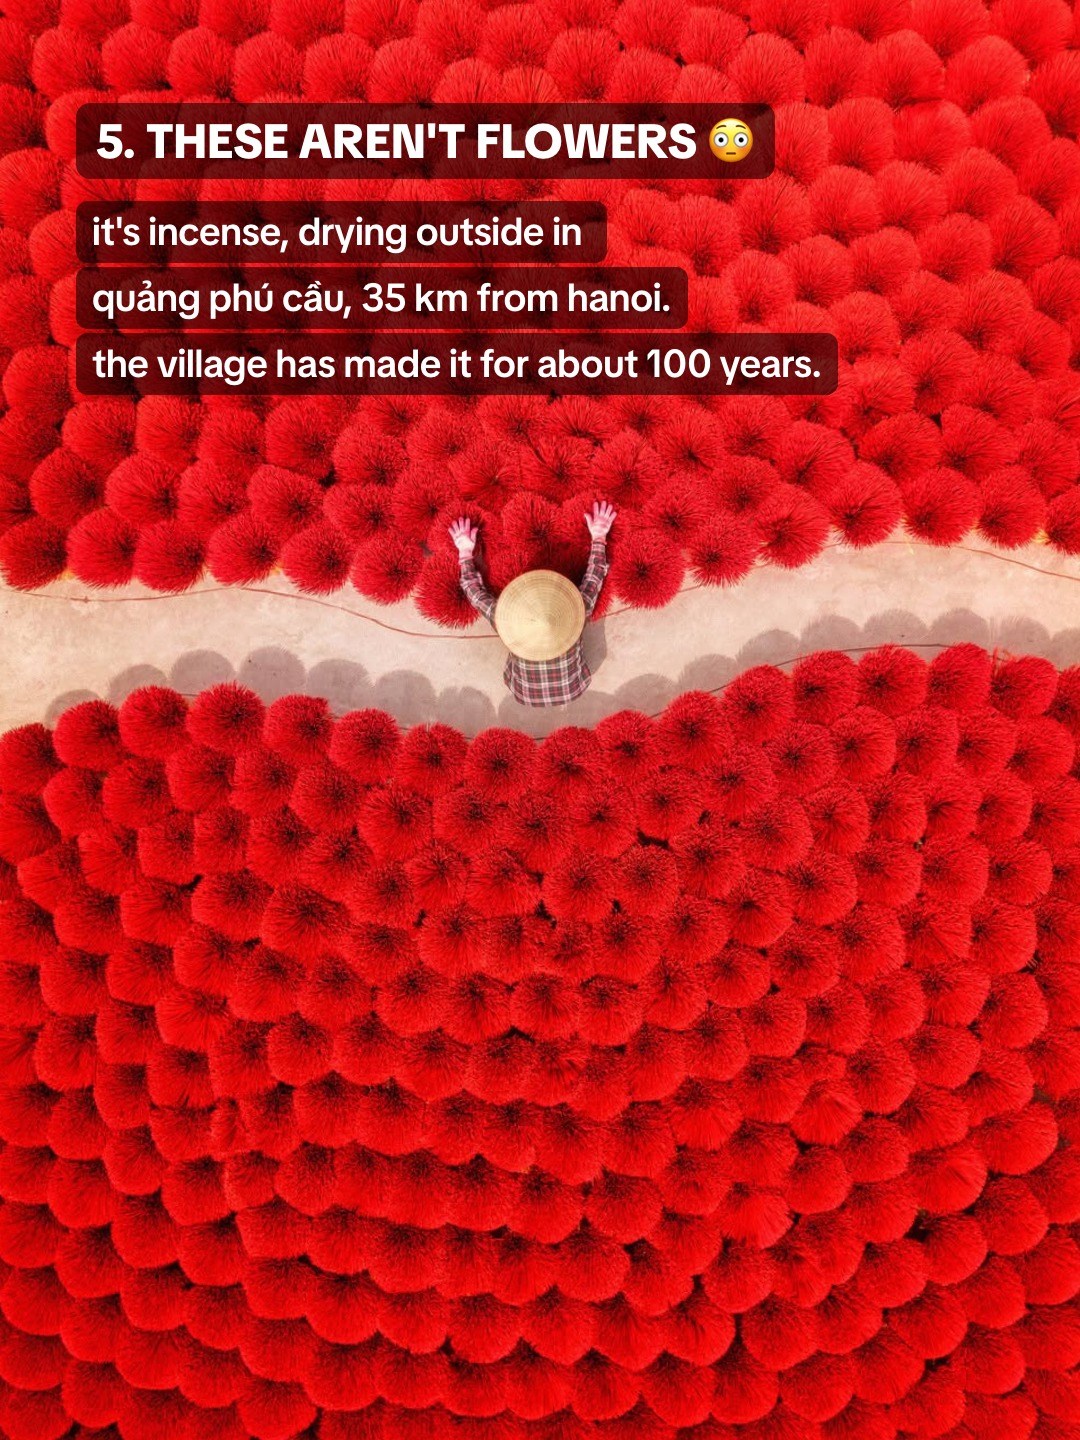 5. THESE AREN'T FLOWERS 😳
it's incense, drying outside in
quảng phú cầu, 35 km from hanoi.
the village has made it for about 100 years.